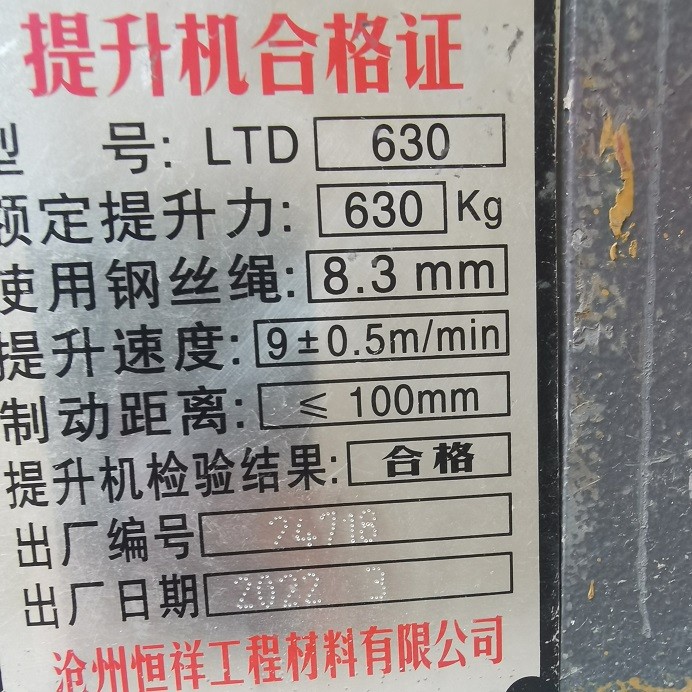 提升机合格证
型 号: LTD 630
额定提升力: 630 Kg
使用钢丝绳: 8.3 mm
提升速度: 9±0.5m/min
制动距离: ≤ 100mm
提升机检验结果: 合格
出厂编号 24718
出厂日期 2022 3
沧州恒祥工程材料有限公司